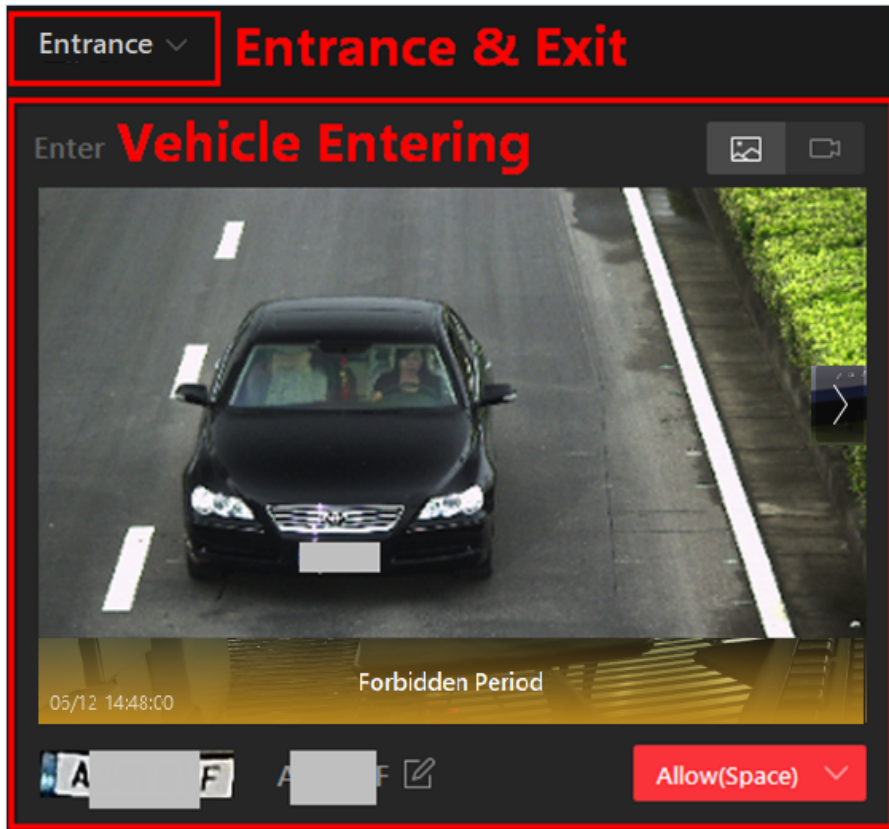 Entrance Entrance & Exit
Enter Vehicle Entering
Forbidden Period
05/12 14:48:00
A F A F Allow(Space)